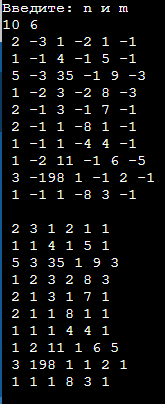 Введите: n и m
10 6
2 -3 1 -2 1 -1
1 -1 4 -1 5 -1
5 -3 35 -1 9 -3
1 -2 3 -2 8 -3
2 -1 3 -1 7 -1
2 -1 1 -8 1 -1
1 -1 1 -4 4 -1
1 -2 11 -1 6 -5
3 -198 1 -1 2 -1
1 -1 1 -8 3 -1
2 3 1 2 1 1
1 1 4 1 5 1
5 3 35 1 9 3
1 2 3 2 8 3
2 1 3 1 7 1
2 1 1 8 1 1
1 1 1 4 4 1
1 2 11 1 6 5
3 198 1 1 2 1
1 1 1 8 3 1